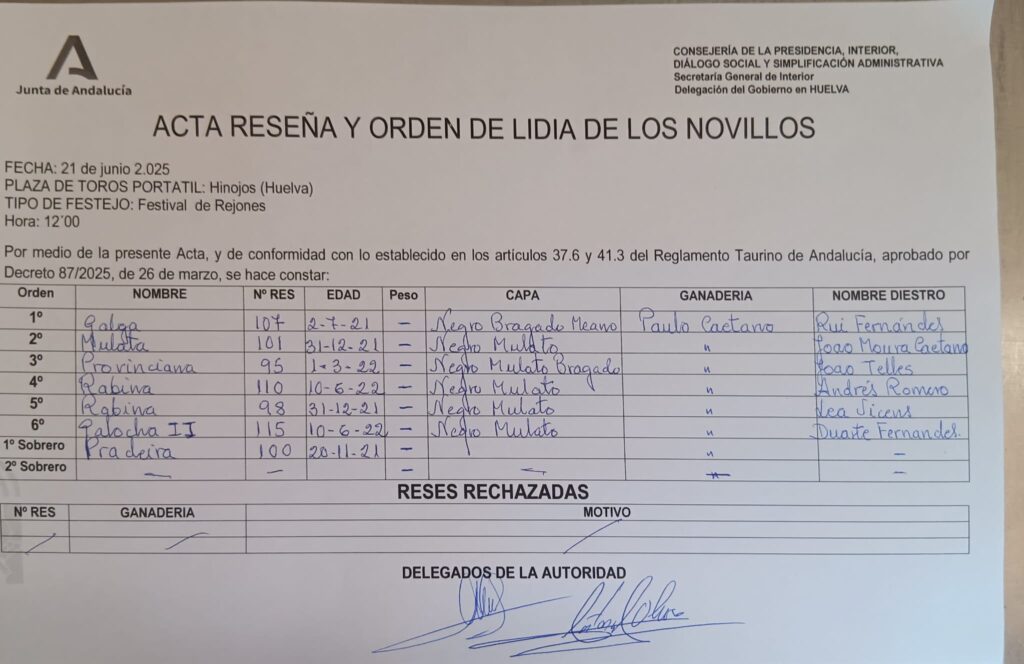 Junta de Andalucía
CONSEJERÍA DE LA PRESIDENCIA, INTERIOR,
DIÁLOGO SOCIAL Y SIMPLIFICACIÓN ADMINISTRATIVA
Secretaría General de Interior
Delegación del Gobierno en HUELVA
ACTA RESEÑA Y ORDEN DE LIDIA DE LOS NOVILLOS
FECHA: 21 de junio 2.025
PLAZA DE TOROS PORTATIL: Hinojos (Huelva)
TIPO DE FESTEJO: Festival de Rejones
Hora: 12´00
Por medio de la presente Acta, y de conformidad con lo establecido en los artículos 37.6 y 41.3 del Reglamento Taurino de Andalucía, aprobado por
Decreto 87/2025, de 26 de marzo, se hace constar:
Orden NOMBRE Nº RES EDAD Peso CAPA GANADERIA NOMBRE DIESTRO
1º Galga 107 2-7-21 – Negro Bragado Meano Paulo Caetano Rui Fernándes
2º Mulata 101 31-12-21 – Negro Mulato " Joao Moura Caetano
3º Provinciana 95 1-3-22 – Negro Mulato Bragado " Joao Telles
4º Rabina 110 10-6-22 – Negro Mulato " Andrés Romero
5º Rabina 98 31-12-21 – Negro Mulato " Lea Vicens
6º Galocha II 115 10-6-22 – Negro Mulato " Duarte Fernandes.
1º Sobrero Pradeira 100 20-11-21 – " –
2º Sobrero – – – – –
RESES RECHAZADAS
Nº RES GANADERIA MOTIVO
DELEGADOS DE LA AUTORIDAD